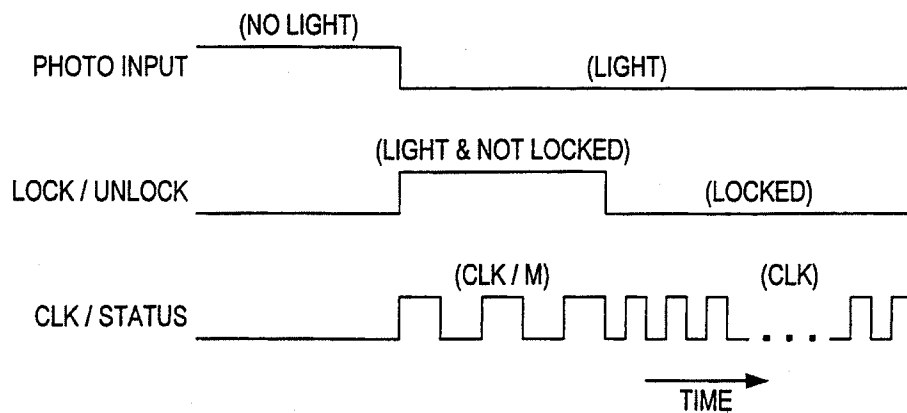 (NO LIGHT)
PHOTO INPUT
(LIGHT)
(LIGHT & NOT LOCKED)
LOCK / UNLOCK
(LOCKED)
(CLK / M)
(CLK)
CLK / STATUS
TIME